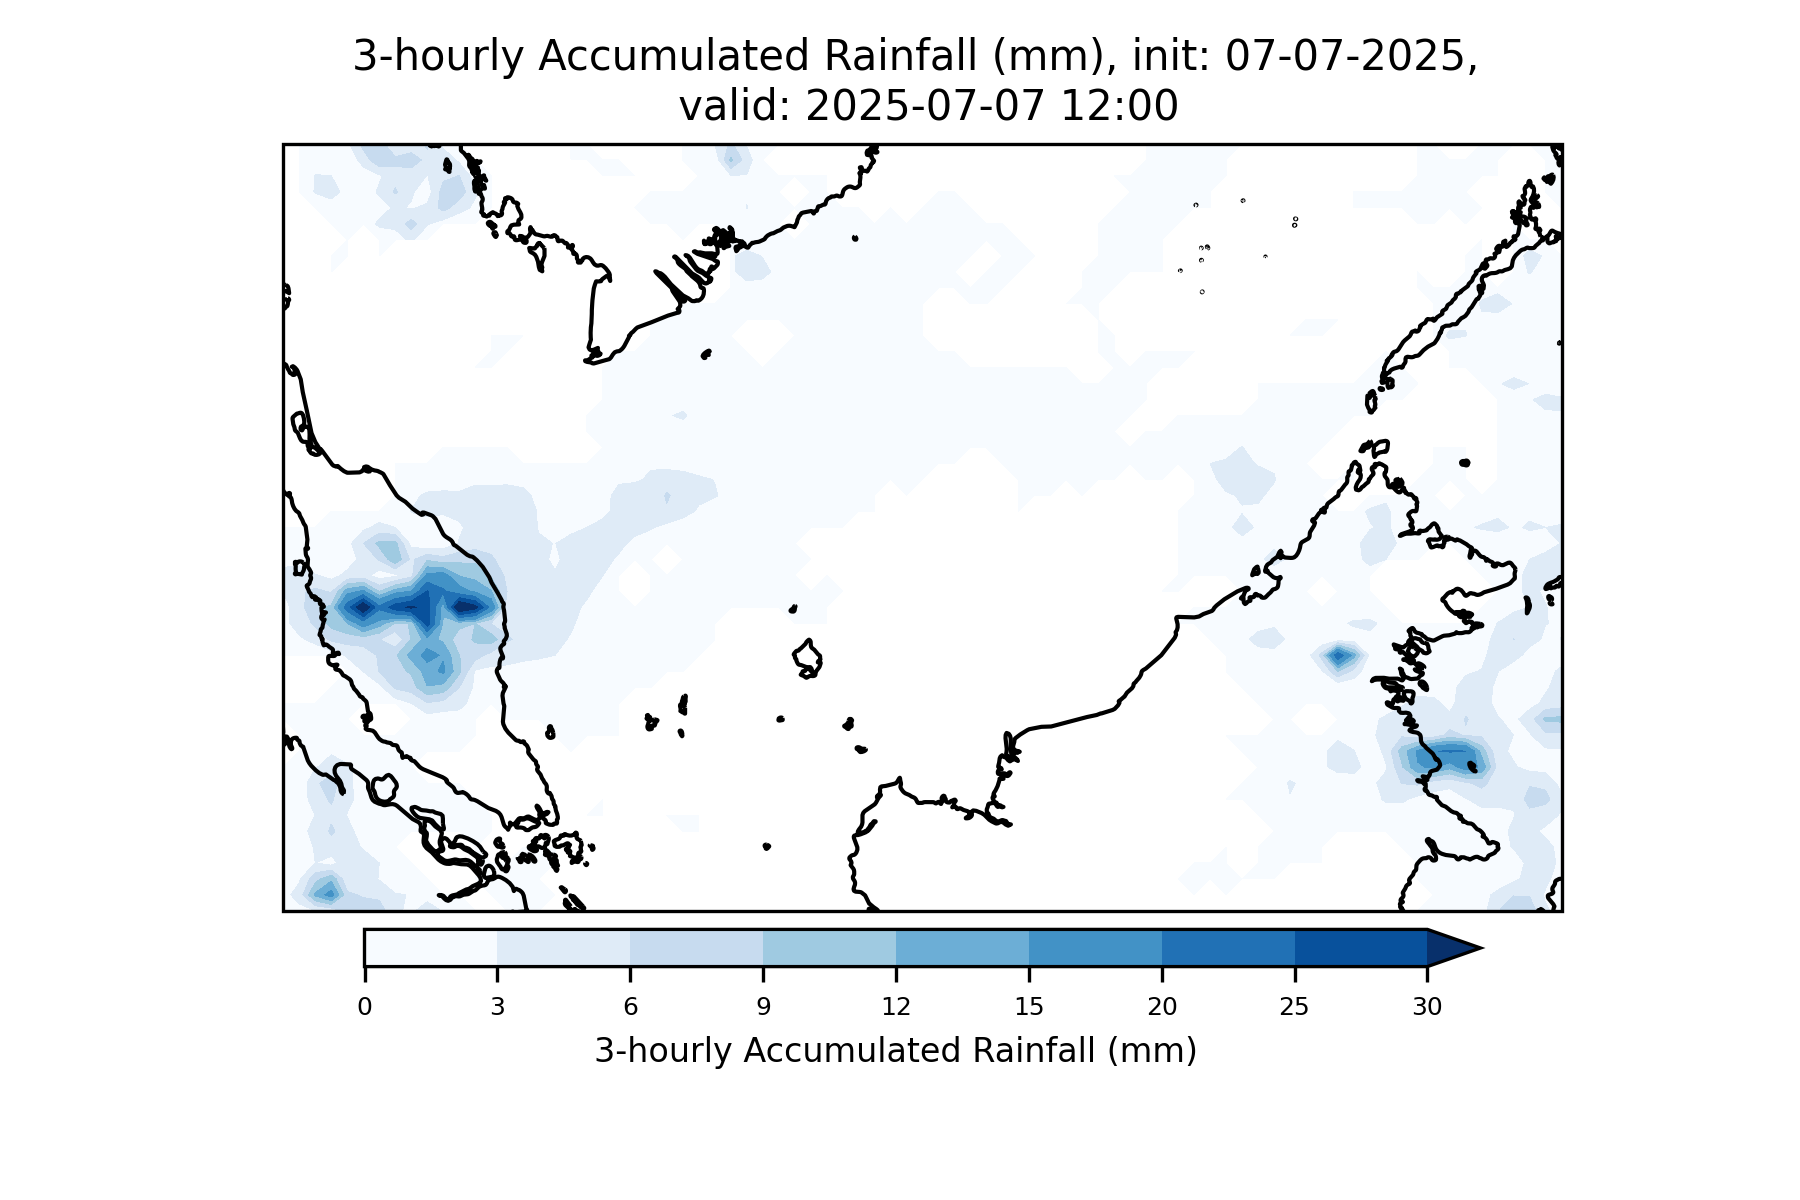 3-hourly Accumulated Rainfall (mm), init: 07-07-2025,
valid: 2025-07-07 12:00
0 3 6 9 12 15 20 25 30
3-hourly Accumulated Rainfall (mm)